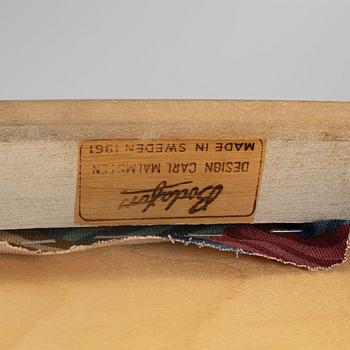 Bodafors
DESIGN CARL MALMSTEN
MADE IN SWEDEN 1961